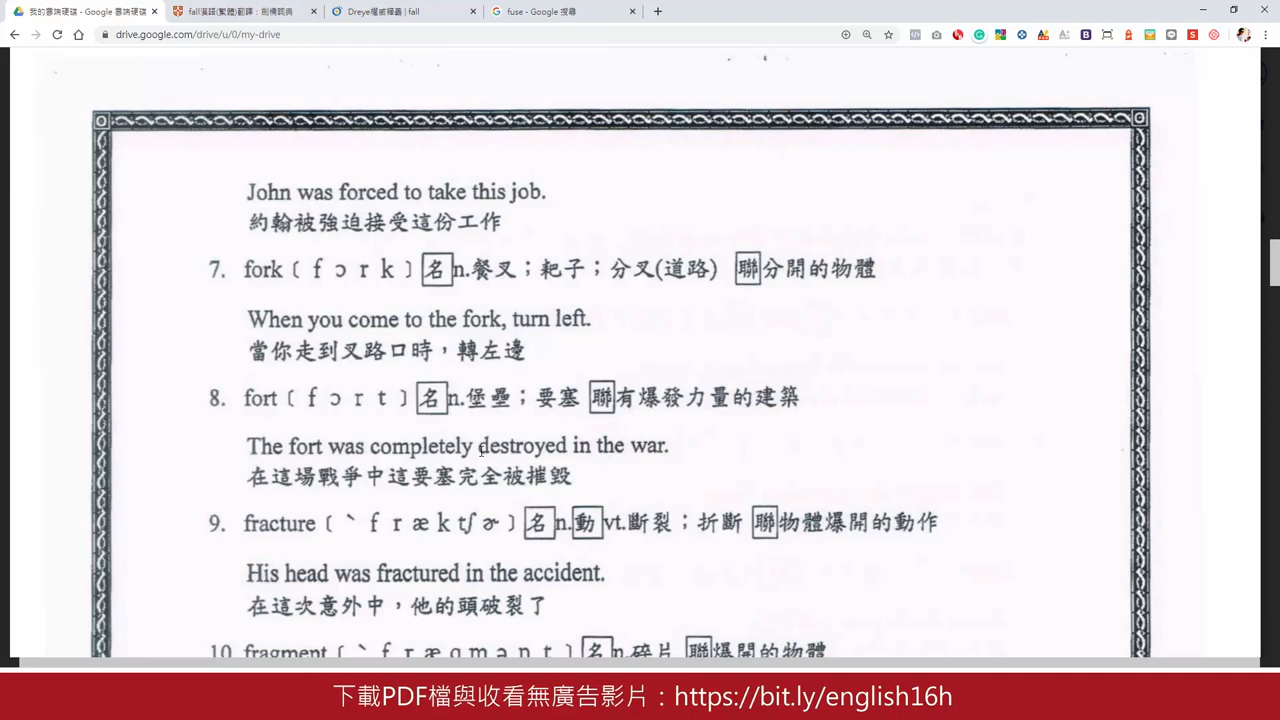 我的雲端硬碟 - Google 雲端硬碟
fall漢語(繁體)翻譯：劍橋詞典
Dreye權威釋義 | fall
fuse - Google 搜尋
drive.google.com/drive/u/0/my-drive
John was forced to take this job.
約翰被強迫接受這份工作
7. fork〔 f ɔ r k 〕名n.餐叉；耙子；分叉(道路) 聯分開的物體
When you come to the fork, turn left.
當你走到叉路口時，轉左邊
8. fort〔 f ɔ r t 〕名n.堡壘；要塞 聯有爆發力量的建築
The fort was completely destroyed in the war.
在這場戰爭中這要塞完全被摧毀
9. fracture〔 ˋ f r æ k tʃ ɚ 〕名n.動vt.斷裂；折斷 聯物體爆開的動作
His head was fractured in the accident.
在這次意外中，他的頭破裂了
10. fragment〔 ˋ f r æ g m ə n t 〕名n.碎片 聯爆開的物體
下載PDF檔與收看無廣告影片：https://bit.ly/english16h